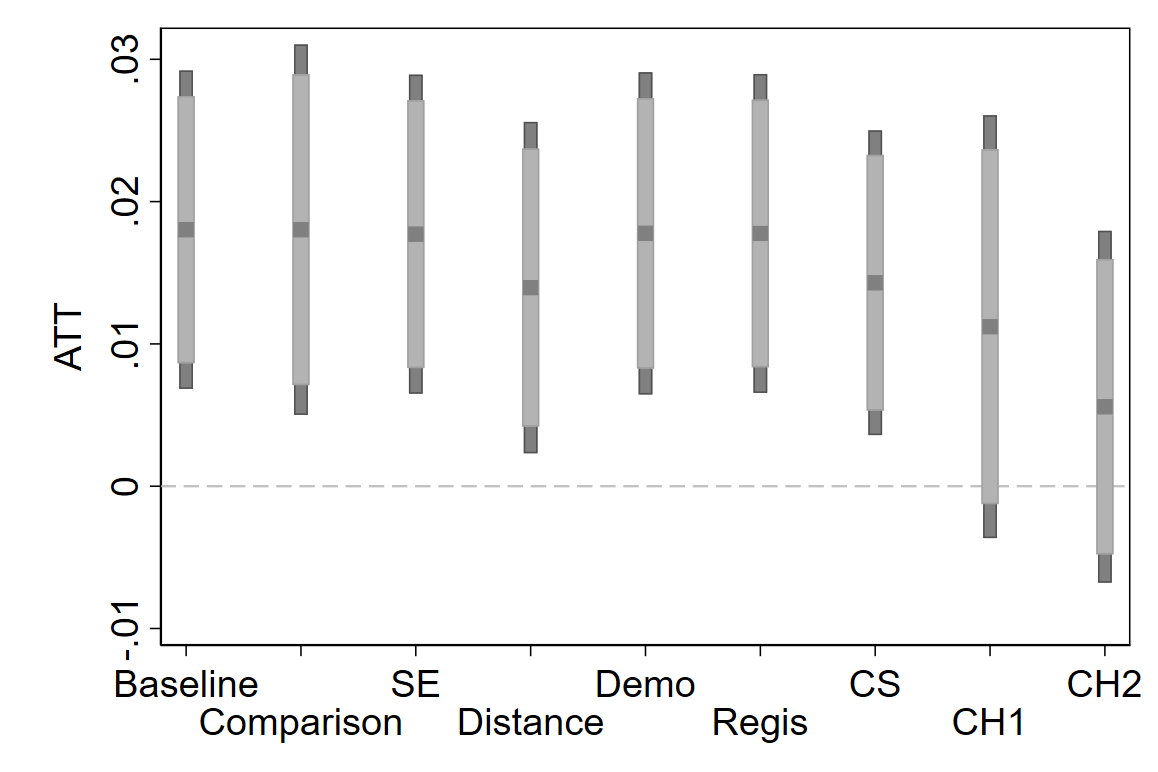 ATT
.03
.02
.01
0
-.01
Baseline SE Demo CS CH2
Comparison Distance Regis CH1